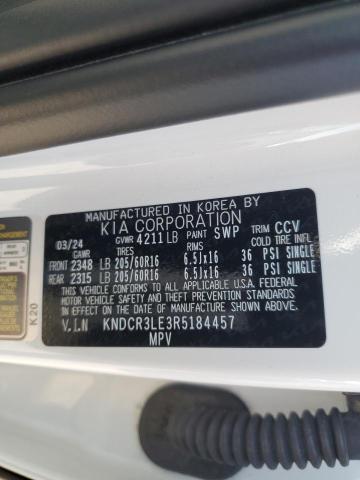 MANUFACTURED IN KOREA BY
KIA CORPORATION
03/24 GVWR 4211 LB PAINT SWP TRIM CCV
TIRES RIMS COLD TIRE INFL
FRONT 2348 LB 205/60R16 6.5Jx16 36 PSI SINGLE
REAR 2315 LB 205/60R16 6.5Jx16 36 PSI SINGLE
THIS VEHICLE CONFORMS TO ALL APPLICABLE U.S.A. FEDERAL
MOTOR VEHICLE SAFETY AND THEFT PREVENTION STANDARDS
IN EFFECT ON THE DATE OF MANUFACTURE SHOWN ABOVE.
V.I.N KNDCR3LE3R5184457
MPV
K20